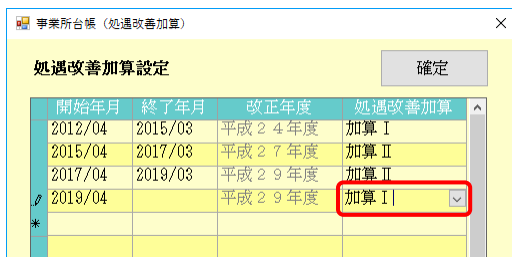 事業所台帳（処遇改善加算）
処遇改善加算設定 確定
開始年月 終了年月 改正年度 処遇改善加算
2012/04 2015/03 平成２４年度 加算Ⅰ
2015/04 2017/03 平成２７年度 加算Ⅱ
2017/04 2019/03 平成２９年度 加算Ⅱ
2019/04 平成２９年度 加算Ⅰ